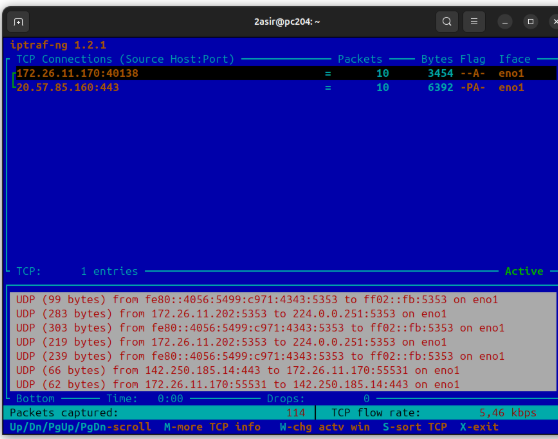 2asir@pc204: ~
iptraf-ng 1.2.1
TCP Connections (Source Host:Port) Packets Bytes Flag Iface
172.26.11.170:40138 = 10 3454 --A- eno1
20.57.85.160:443 = 10 6392 -PA- eno1
TCP: 1 entries Active
UDP (99 bytes) from fe80::4056:5499:c971:4343:5353 to ff02::fb:5353 on eno1
UDP (283 bytes) from 172.26.11.202:5353 to 224.0.0.251:5353 on eno1
UDP (303 bytes) from fe80::4056:5499:c971:4343:5353 to ff02::fb:5353 on eno1
UDP (219 bytes) from 172.26.11.202:5353 to 224.0.0.251:5353 on eno1
UDP (239 bytes) from fe80::4056:5499:c971:4343:5353 to ff02::fb:5353 on eno1
UDP (66 bytes) from 142.250.185.14:443 to 172.26.11.170:55531 on eno1
UDP (62 bytes) from 172.26.11.170:55531 to 142.250.185.14:443 on eno1
Bottom Time: 0:00 Drops: 0
Packets captured: 114 TCP flow rate: 5,46 kbps
Up/Dn/PgUp/PgDn-scroll M-more TCP info W-chg actv win S-sort TCP X-exit